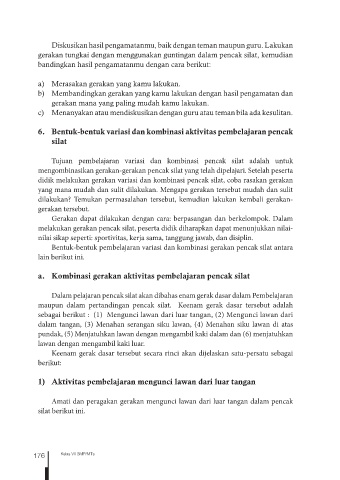 Diskusikan hasil pengamatanmu, baik dengan teman maupun guru. Lakukan
gerakan tungkai dengan menggunakan guntingan dalam pencak silat, kemudian
bandingkan hasil pengamatanmu dengan cara berikut:
a) Merasakan gerakan yang kamu lakukan.
b) Membandingkan gerakan yang kamu lakukan dengan hasil pengamatan dan
gerakan mana yang paling mudah kamu lakukan.
c) Menanyakan atau mendiskusikan dengan guru atau teman bila ada kesulitan.
6. Bentuk-bentuk variasi dan kombinasi aktivitas pembelajaran pencak
silat
Tujuan pembelajaran variasi dan kombinasi pencak silat adalah untuk
mengombinasikan gerakan-gerakan pencak silat yang telah dipelajari. Setelah peserta
didik melakukan gerakan variasi dan kombinasi pencak silat, coba rasakan gerakan
yang mana mudah dan sulit dilakukan. Mengapa gerakan tersebut mudah dan sulit
dilakukan? Temukan permasalahan tersebut, kemudian lakukan kembali gerakan-
gerakan tersebut.
Gerakan dapat dilakukan dengan cara: berpasangan dan berkelompok. Dalam
melakukan gerakan pencak silat, peserta didik diharapkan dapat menunjukkan nilai-
nilai sikap seperti: sportivitas, kerja sama, tanggung jawab, dan disiplin.
Bentuk-bentuk pembelajaran variasi dan kombinasi gerakan pencak silat antara
lain berikut ini.
a. Kombinasi gerakan aktivitas pembelajaran pencak silat
Dalam pelajaran pencak silat akan dibahas enam gerak dasar dalam Pembelajaran
maupun dalam pertandingan pencak silat. Keenam gerak dasar tersebut adalah
sebagai berikut : (1) Mengunci lawan dari luar tangan, (2) Mengunci lawan dari
dalam tangan, (3) Menahan serangan siku lawan, (4) Menahan siku lawan di atas
pundak, (5) Menjatuhkan lawan dengan mengambil kaki dalam dan (6) menjatuhkan
lawan dengan mengambil kaki luar.
Keenam gerak dasar tersebut secara rinci akan dijelaskan satu-persatu sebagai
berikut:
1) Aktivitas pembelajaran mengunci lawan dari luar tangan
Amati dan peragakan gerakan mengunci lawan dari luar tangan dalam pencak
silat berikut ini.
176 Kelas VII SMP/MTs